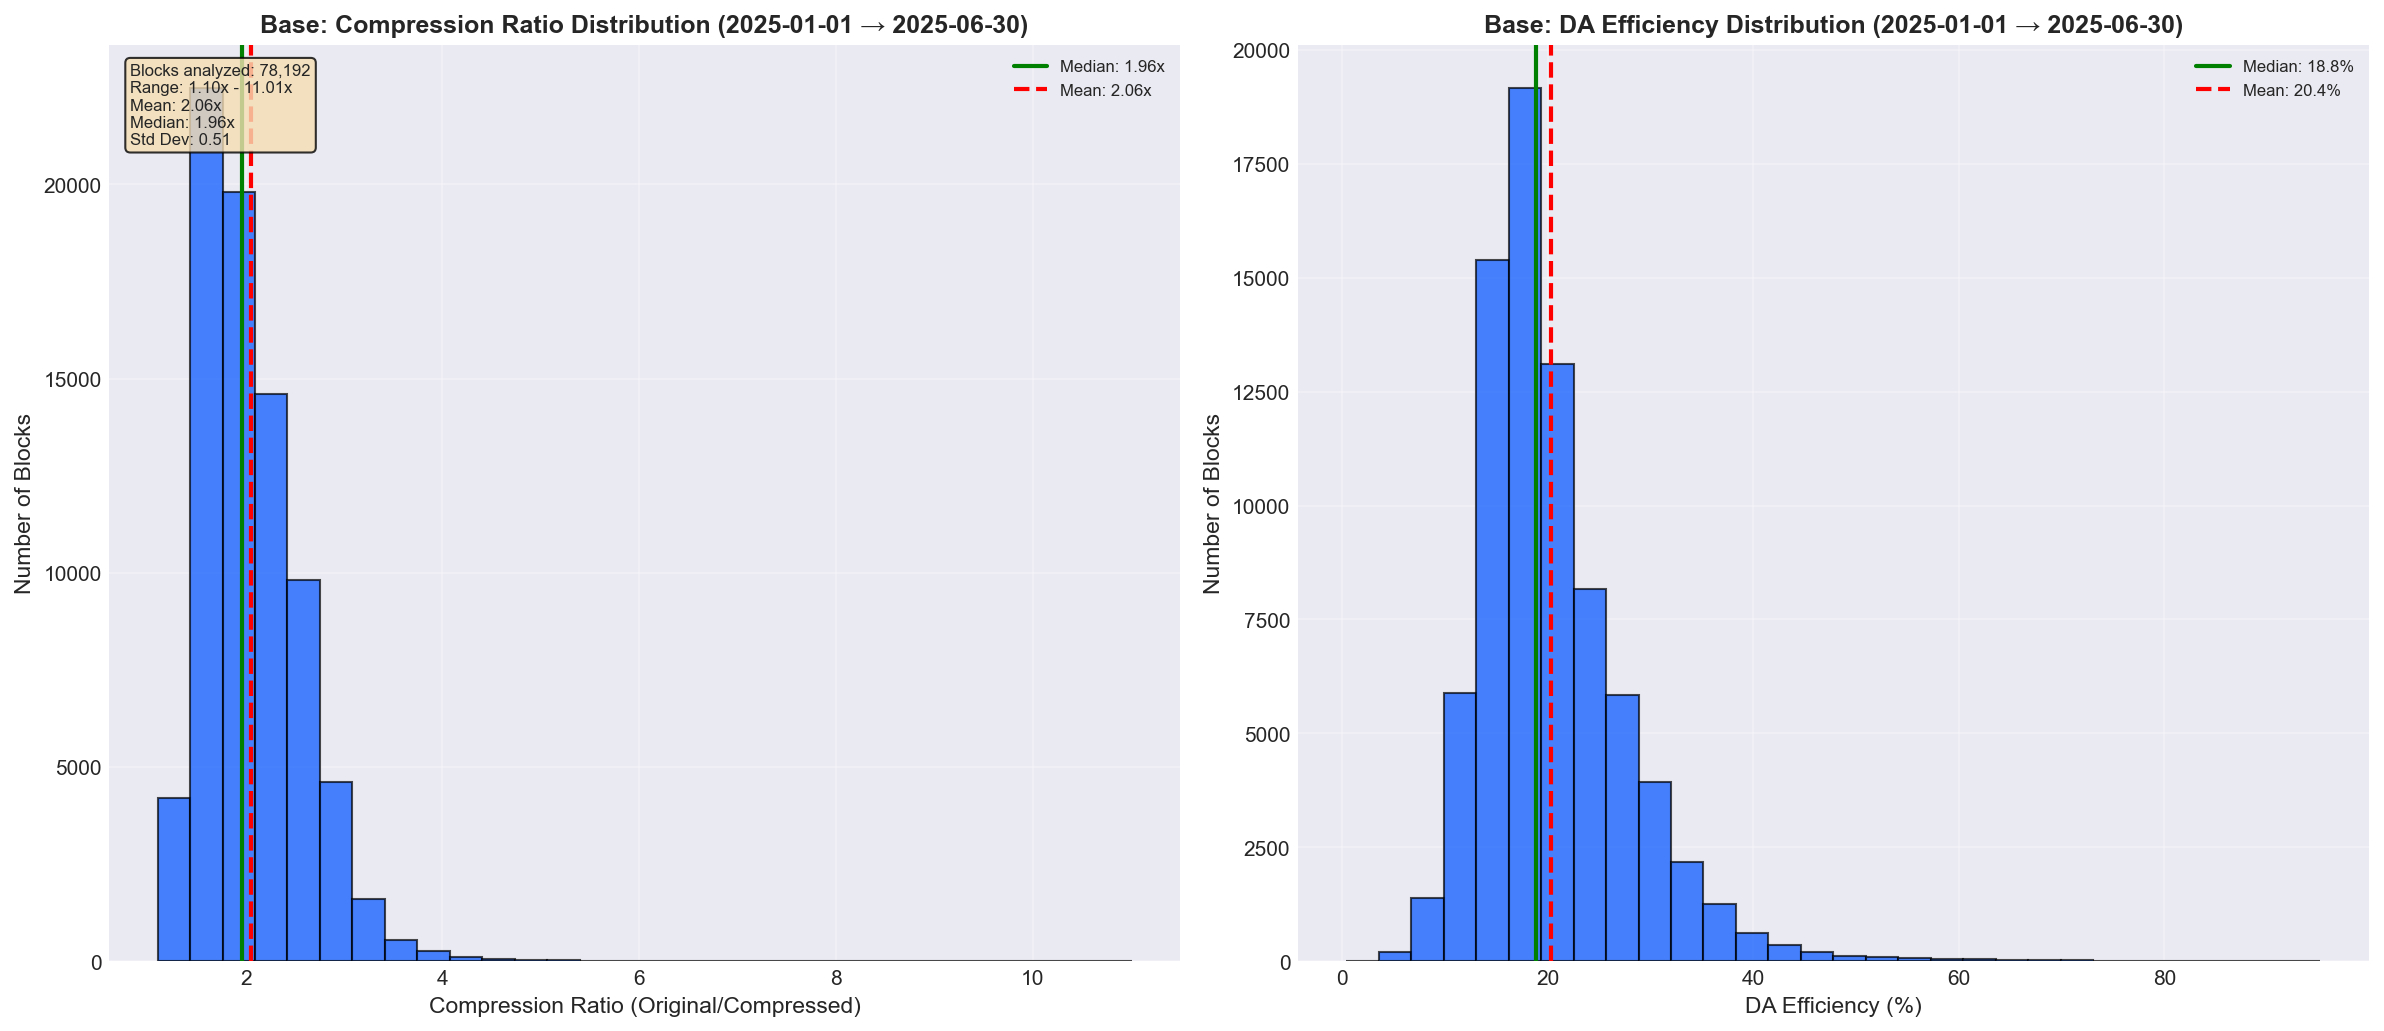 Base: Compression Ratio Distribution (2025-01-01 → 2025-06-30)
Blocks analyzed: 78,192
Range: 1.10x - 11.01x
Mean: 2.06x
Median: 1.96x
Std Dev: 0.51
Median: 1.96x
Mean: 2.06x
Number of Blocks
20000
15000
10000
5000
0
2 4 6 8 10
Compression Ratio (Original/Compressed)
Base: DA Efficiency Distribution (2025-01-01 → 2025-06-30)
Median: 18.8%
Mean: 20.4%
Number of Blocks
20000
17500
15000
12500
10000
7500
5000
2500
0
0 20 40 60 80
DA Efficiency (%)